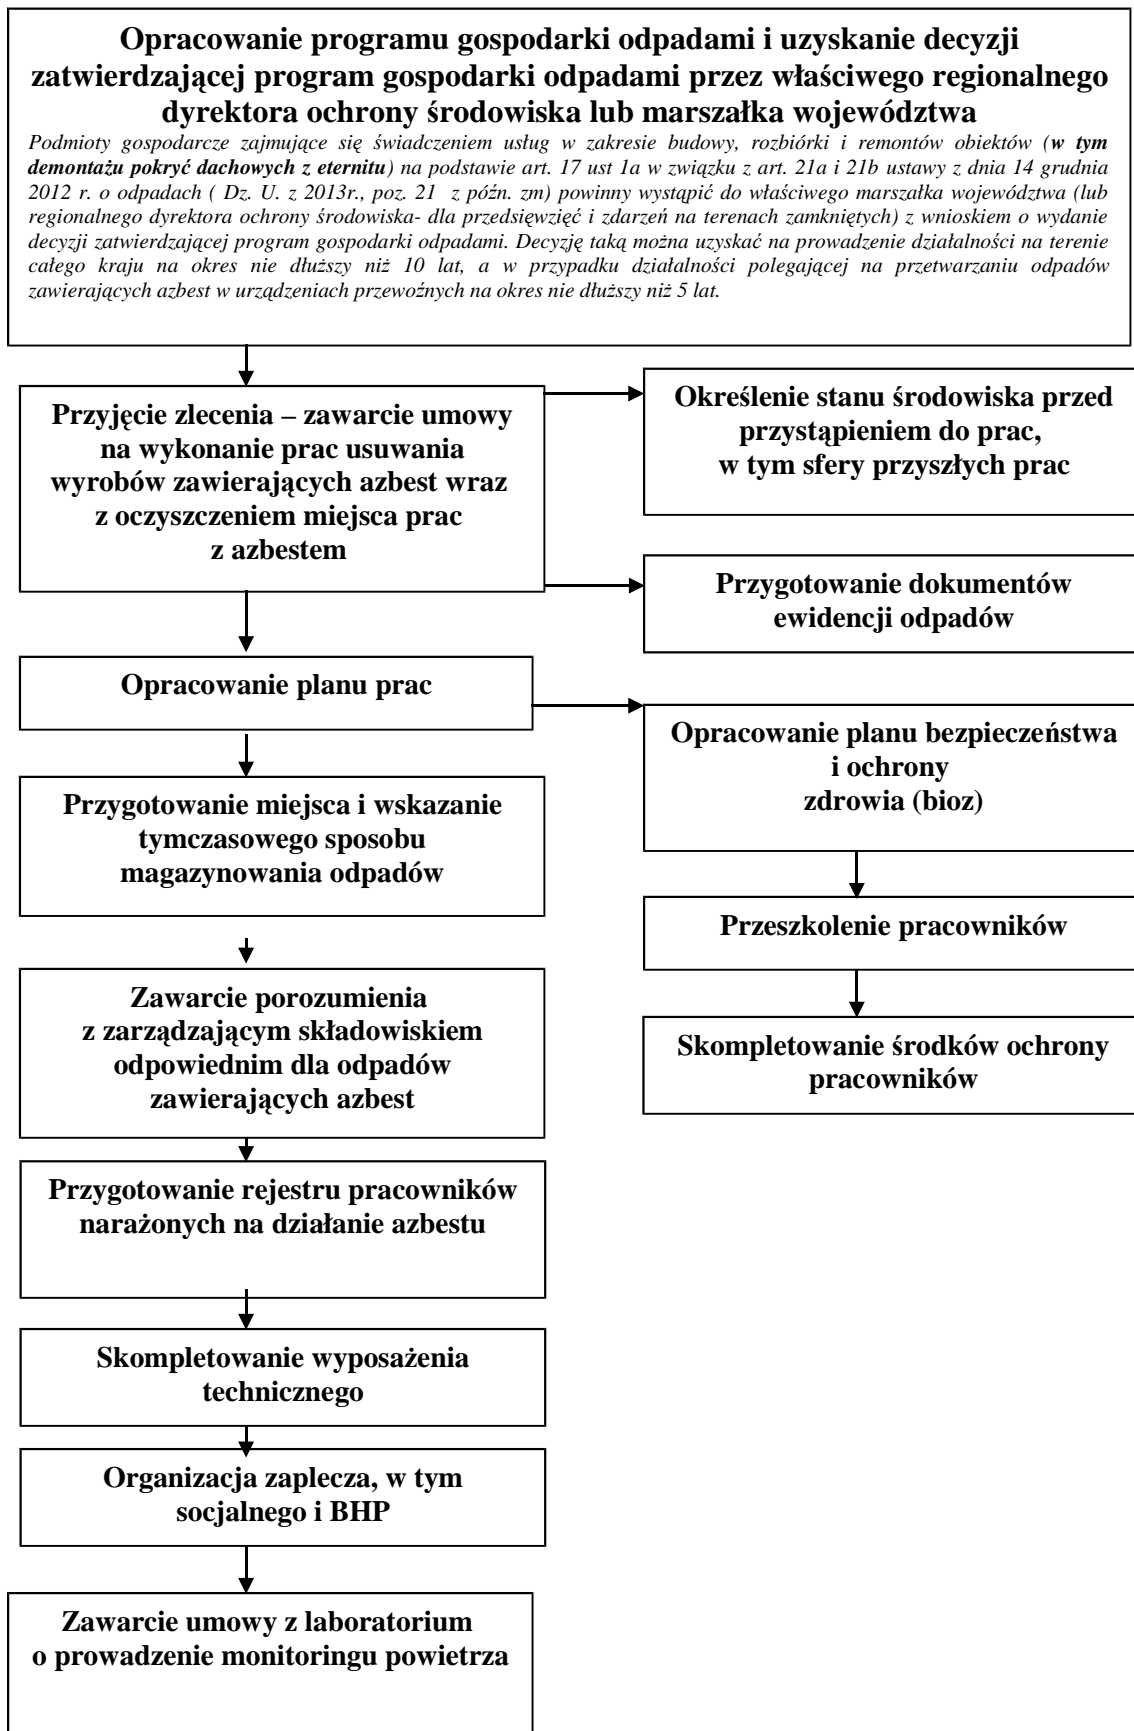 Opracowanie programu gospodarki odpadami i uzyskanie decyzji
zatwierdzającej program gospodarki odpadami przez właściwego regionalnego
dyrektora ochrony środowiska lub marszałka województwa
Podmioty gospodarcze zajmujące się świadczeniem usług w zakresie budowy, rozbiórki i remontów obiektów (w tym
demontażu pokryć dachowych z eternitu) na podstawie art. 17 ust 1a w związku z art. 21a i 21b ustawy z dnia 14 grudnia
2012 r. o odpadach ( Dz. U. z 2013r., poz. 21 z późn. zm) powinny wystąpić do właściwego marszałka województwa (lub
regionalnego dyrektora ochrony środowiska- dla przedsięwzięć i zdarzeń na terenach zamkniętych) z wnioskiem o wydanie
decyzji zatwierdzającej program gospodarki odpadami. Decyzję taką można uzyskać na prowadzenie działalności na terenie
całego kraju na okres nie dłuższy niż 10 lat, a w przypadku działalności polegającej na przetwarzaniu odpadów
zawierających azbest w urządzeniach przewoźnych na okres nie dłuższy niż 5 lat.
Przyjęcie zlecenia – zawarcie umowy
na wykonanie prac usuwania
wyrobów zawierających azbest wraz
z oczyszczeniem miejsca prac
z azbestem
Określenie stanu środowiska przed
przystąpieniem do prac,
w tym sfery przyszłych prac
Przygotowanie dokumentów
ewidencji odpadów
Opracowanie planu prac
Opracowanie planu bezpieczeństwa
i ochrony
zdrowia (bioz)
Przygotowanie miejsca i wskazanie
tymczasowego sposobu
magazynowania odpadów
Przeszkolenie pracowników
Zawarcie porozumienia
z zarządzającym składowiskiem
odpowiednim dla odpadów
zawierających azbest
Skompletowanie środków ochrony
pracowników
Przygotowanie rejestru pracowników
narażonych na działanie azbestu
Skompletowanie wyposażenia
technicznego
Organizacja zaplecza, w tym
socjalnego i BHP
Zawarcie umowy z laboratorium
o prowadzenie monitoringu powietrza